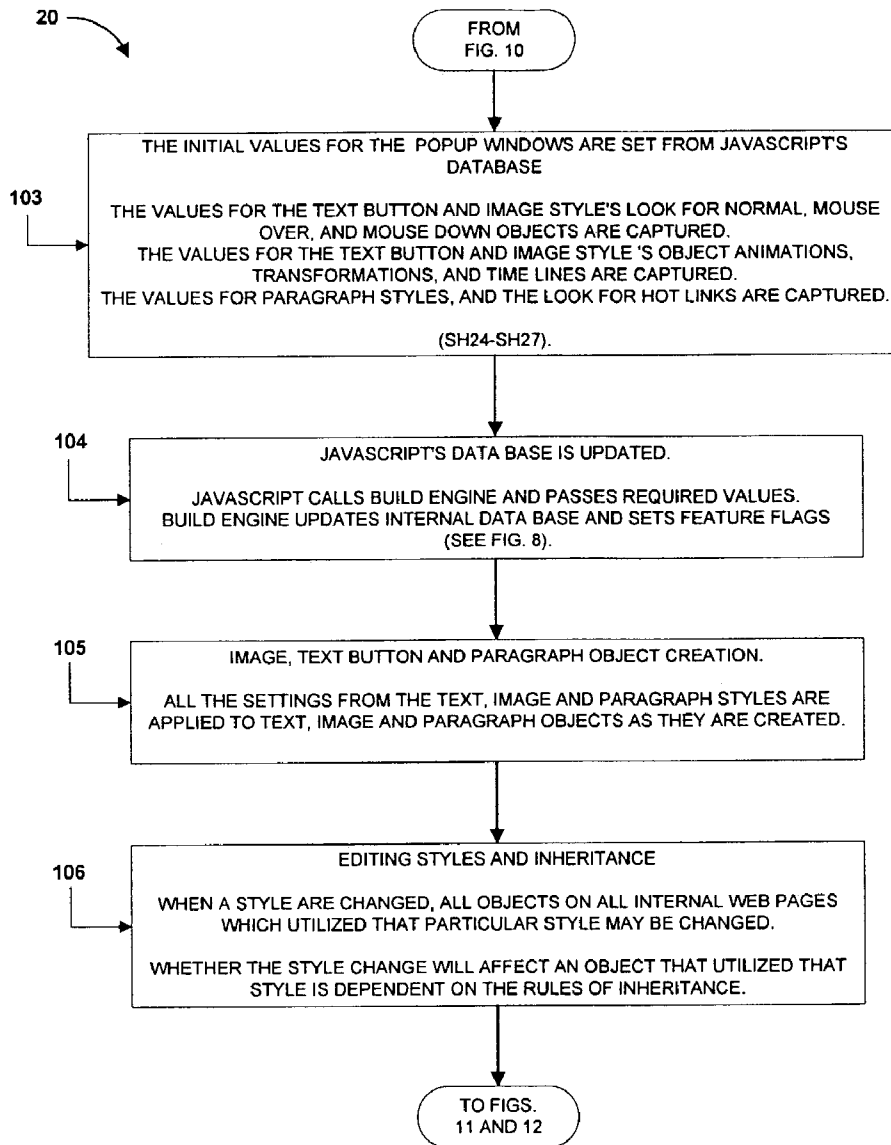 20
FROM
FIG. 10
103
THE INITIAL VALUES FOR THE POPUP WINDOWS ARE SET FROM JAVASCRIPT'S
DATABASE
THE VALUES FOR THE TEXT BUTTON AND IMAGE STYLE'S LOOK FOR NORMAL, MOUSE
OVER, AND MOUSE DOWN OBJECTS ARE CAPTURED.
THE VALUES FOR THE TEXT BUTTON AND IMAGE STYLE 'S OBJECT ANIMATIONS,
TRANSFORMATIONS, AND TIME LINES ARE CAPTURED.
THE VALUES FOR PARAGRAPH STYLES, AND THE LOOK FOR HOT LINKS ARE CAPTURED.
(SH24-SH27).
104
JAVASCRIPT'S DATA BASE IS UPDATED.
JAVASCRIPT CALLS BUILD ENGINE AND PASSES REQUIRED VALUES.
BUILD ENGINE UPDATES INTERNAL DATA BASE AND SETS FEATURE FLAGS
(SEE FIG. 8).
105
IMAGE, TEXT BUTTON AND PARAGRAPH OBJECT CREATION.
ALL THE SETTINGS FROM THE TEXT, IMAGE AND PARAGRAPH STYLES ARE
APPLIED TO TEXT, IMAGE AND PARAGRAPH OBJECTS AS THEY ARE CREATED.
106
EDITING STYLES AND INHERITANCE
WHEN A STYLE ARE CHANGED, ALL OBJECTS ON ALL INTERNAL WEB PAGES
WHICH UTILIZED THAT PARTICULAR STYLE MAY BE CHANGED.
WHETHER THE STYLE CHANGE WILL AFFECT AN OBJECT THAT UTILIZED THAT
STYLE IS DEPENDENT ON THE RULES OF INHERITANCE.
TO FIGS.
11 AND 12